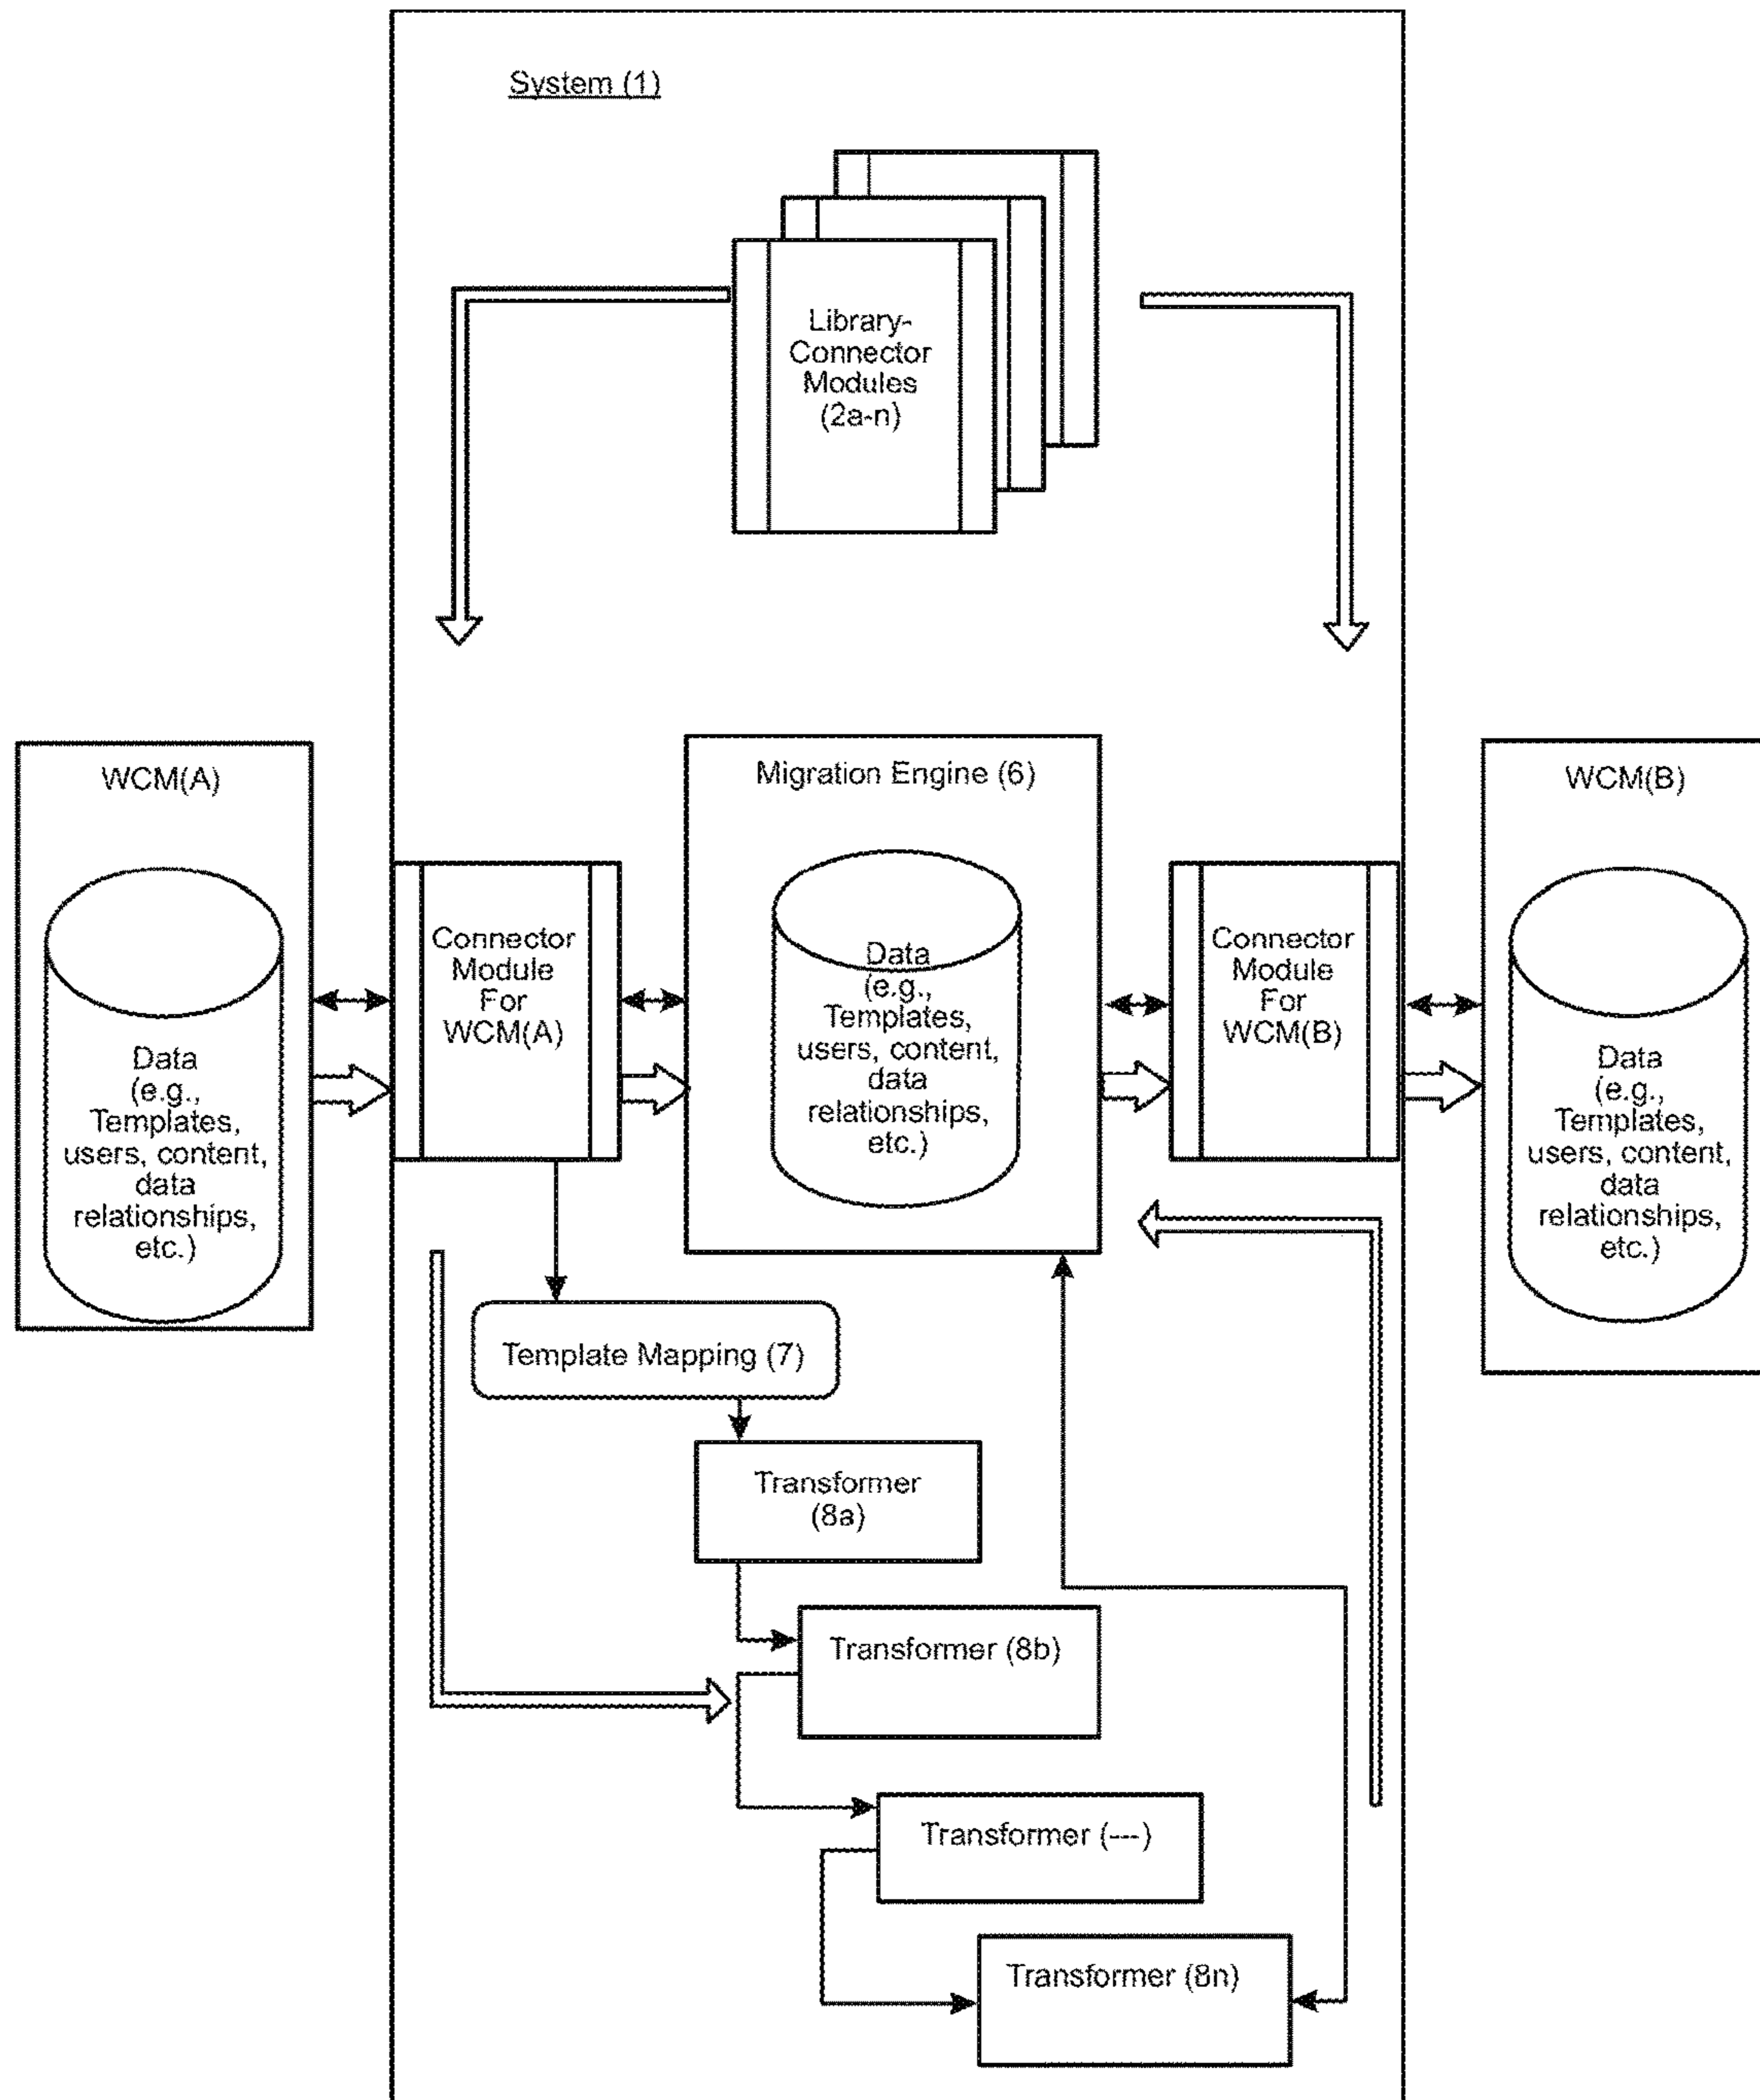 System (1)
Library-
Connector
Modules
(2a-n)
WCM(A)
Data
(e.g.,
Templates,
users, content,
data
relationships,
etc.)
Connector
Module
For
WCM(A)
Migration Engine (6)
Data
(e.g.,
Templates,
users, content,
data
relationships,
etc.)
Connector
Module
For
WCM(B)
WCM(B)
Data
(e.g.,
Templates,
users, content,
data
relationships,
etc.)
Template Mapping (7)
Transformer
(8a)
Transformer (8b)
Transformer (---)
Transformer (8n)